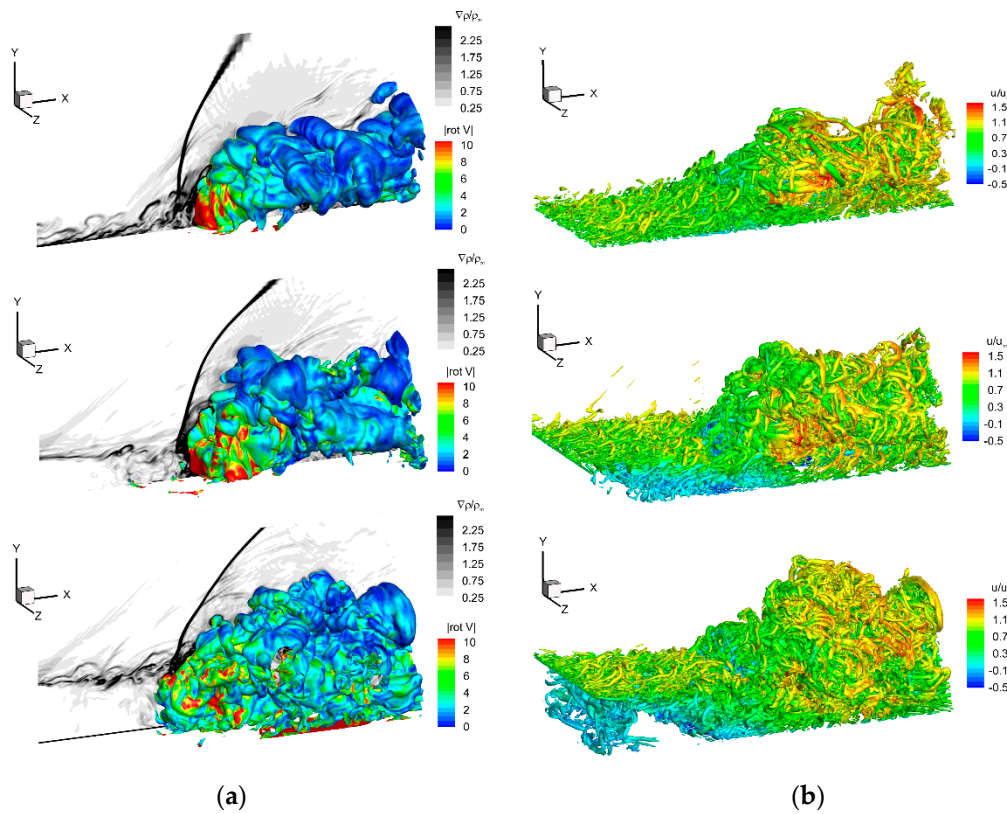 ∇ρ/ρ∞
2.25
1.75
1.25
0.75
0.25
|rot V|
10
8
6
4
2
0
Y
X
Z
∇ρ/ρ∞
2.25
1.75
1.25
0.75
0.25
|rot V|
10
8
6
4
2
0
Y
X
Z
∇ρ/ρ∞
2.25
1.75
1.25
0.75
0.25
|rot V|
10
8
6
4
2
0
Y
X
Z
(a)
u/u
1.5
1.1
0.7
0.3
-0.1
-0.5
Y
X
Z
u/u∞
1.5
1.1
0.7
0.3
-0.1
-0.5
Y
X
Z
u/u
1.5
1.1
0.7
0.3
-0.1
-0.5
Y
X
Z
(b)